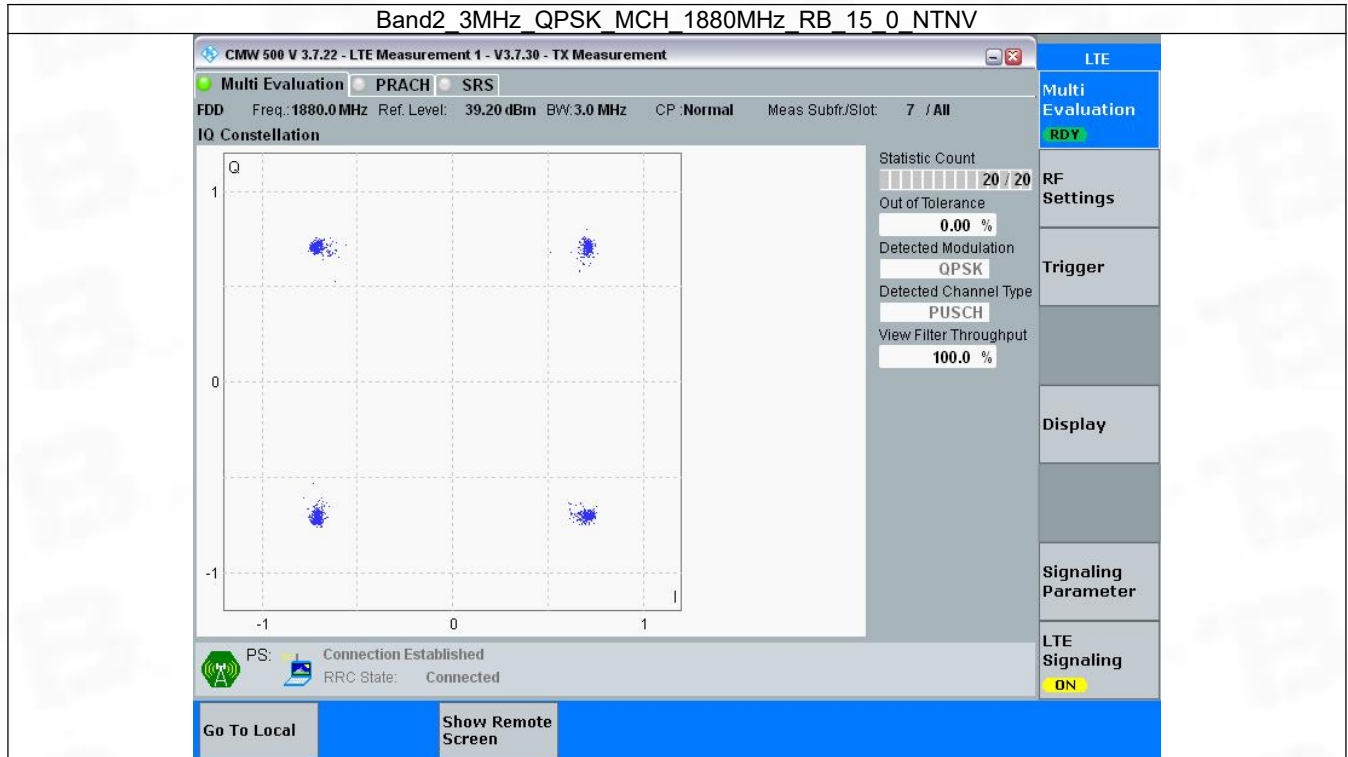 Band2_3MHz_QPSK_MCH_1880MHz_RB_15_0_NTNV
CMW 500 V 3.7.22 - LTE Measurement 1 - V3.7.30 - TX Measurement
LTE
Multi Evaluation PRACH SRS
FDD Freq.:1880.0 MHz Ref. Level: 39.20 dBm BW:3.0 MHz CP :Normal Meas Subfr./Slot: 7 / All
IQ Constellation
Q
1
0
-1
-1 0 1
I
Statistic Count
20 / 20
Out of Tolerance
0.00 %
Detected Modulation
QPSK
Detected Channel Type
PUSCH
View Filter Throughput
100.0 %
Multi
Evaluation
RDY
RF
Settings
Trigger
Display
Signaling
Parameter
LTE
Signaling
ON
PS: Connection Established
RRC State: Connected
Go To Local
Show Remote
Screen